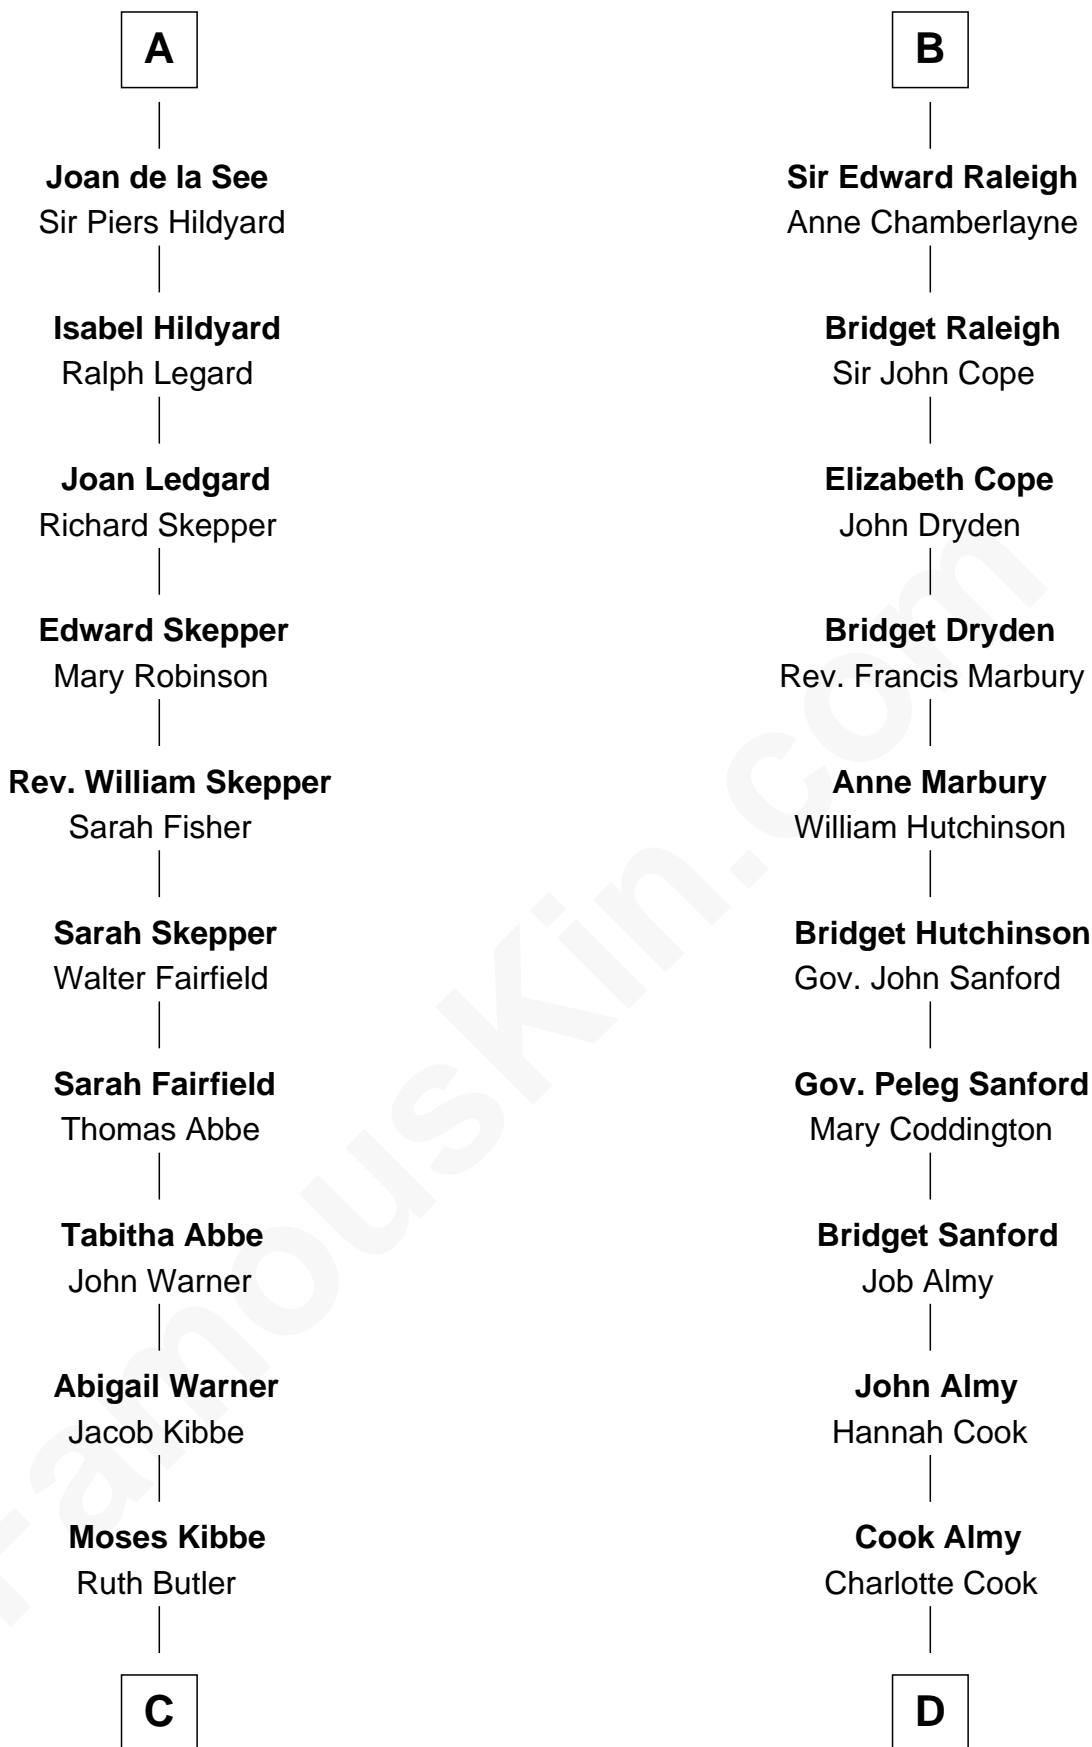 A
Joan de la See
Sir Piers Hildyard
Isabel Hildyard
Ralph Legard
Joan Ledgard
Richard Skepper
Edward Skepper
Mary Robinson
Rev. William Skepper
Sarah Fisher
Sarah Skepper
Walter Fairfield
Sarah Fairfield
Thomas Abbe
Tabitha Abbe
John Warner
Abigail Warner
Jacob Kibbe
Moses Kibbe
Ruth Butler
C
B
Sir Edward Raleigh
Anne Chamberlayne
Bridget Raleigh
Sir John Cope
Elizabeth Cope
John Dryden
Bridget Dryden
Rev. Francis Marbury
Anne Marbury
William Hutchinson
Bridget Hutchinson
Gov. John Sanford
Gov. Peleg Sanford
Mary Coddington
Bridget Sanford
Job Almy
John Almy
Hannah Cook
Cook Almy
Charlotte Cook
D
FamousKin.com